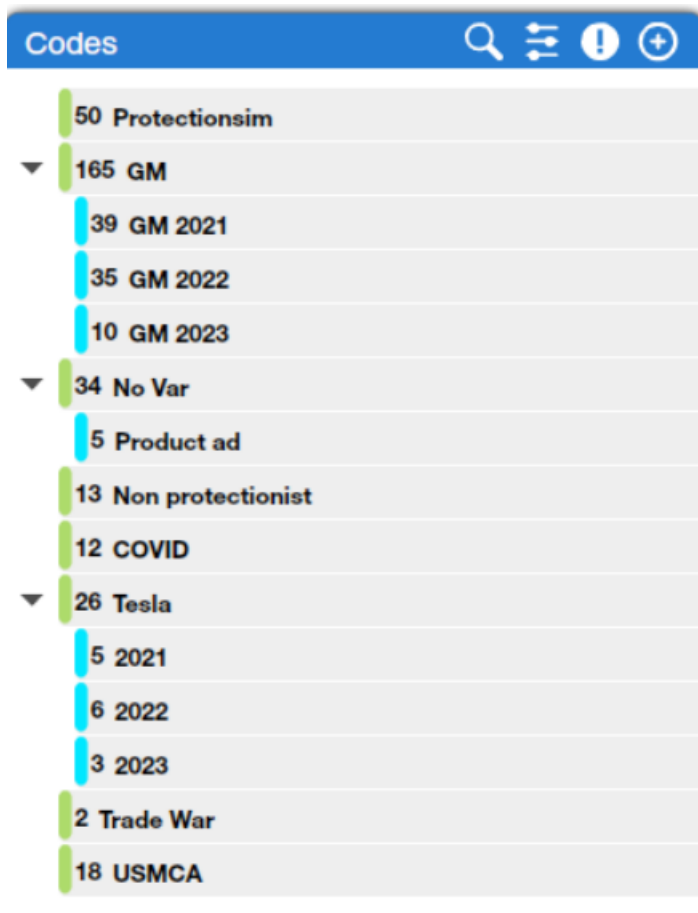 Codes
50 Protectionsim
165 GM
39 GM 2021
35 GM 2022
10 GM 2023
34 No Var
5 Product ad
13 Non protectionist
12 COVID
26 Tesla
5 2021
6 2022
3 2023
2 Trade War
18 USMCA